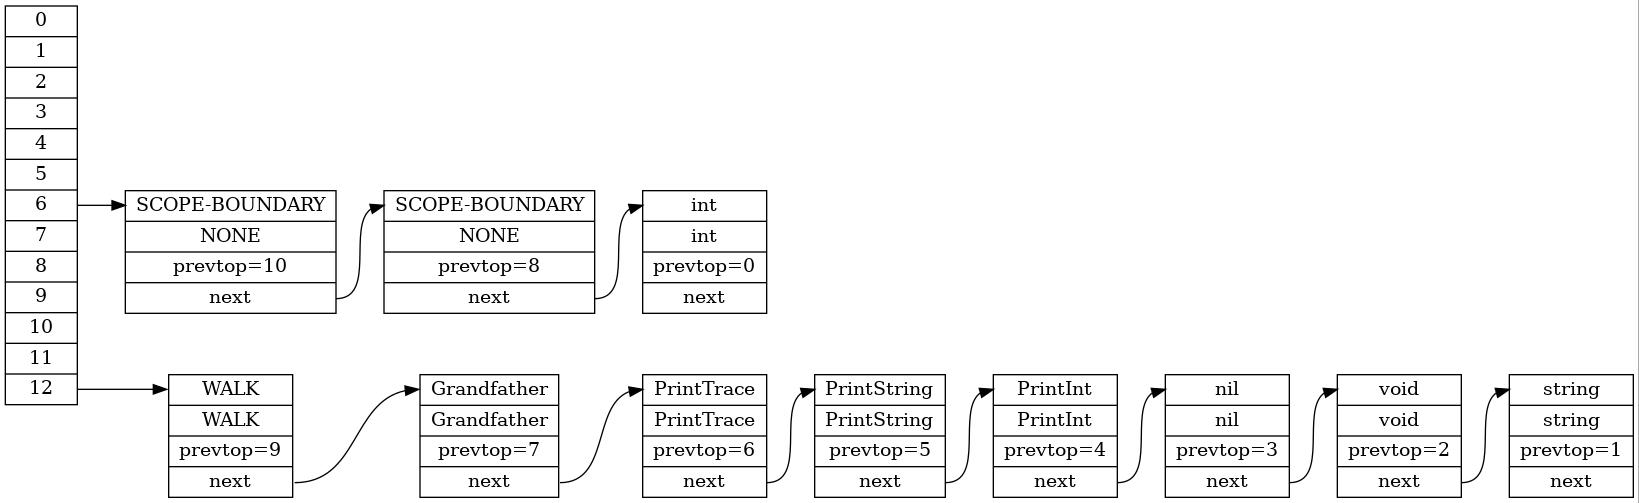 0
1
2
3
4
5
6
7
8
9
10
11
12
SCOPE-BOUNDARY
NONE
prevtop=10
next
SCOPE-BOUNDARY
NONE
prevtop=8
next
int
int
prevtop=0
next
WALK
WALK
prevtop=9
next
Grandfather
Grandfather
prevtop=7
next
PrintTrace
PrintTrace
prevtop=6
next
PrintString
PrintString
prevtop=5
next
PrintInt
PrintInt
prevtop=4
next
nil
nil
prevtop=3
next
void
void
prevtop=2
next
string
string
prevtop=1
next